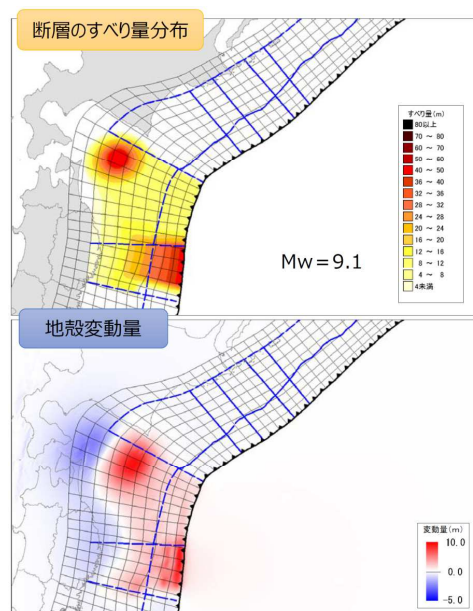 断層のすべり量分布
すべり量(m)
80以上
70 ~ 80
60 ~ 70
50 ~ 60
40 ~ 50
36 ~ 40
32 ~ 36
28 ~ 32
24 ~ 28
20 ~ 24
16 ~ 20
12 ~ 16
8 ~ 12
4 ~ 8
4未満
Mw=9.1
地殻変動量
変動量(m)
10.0
0.0
-5.0